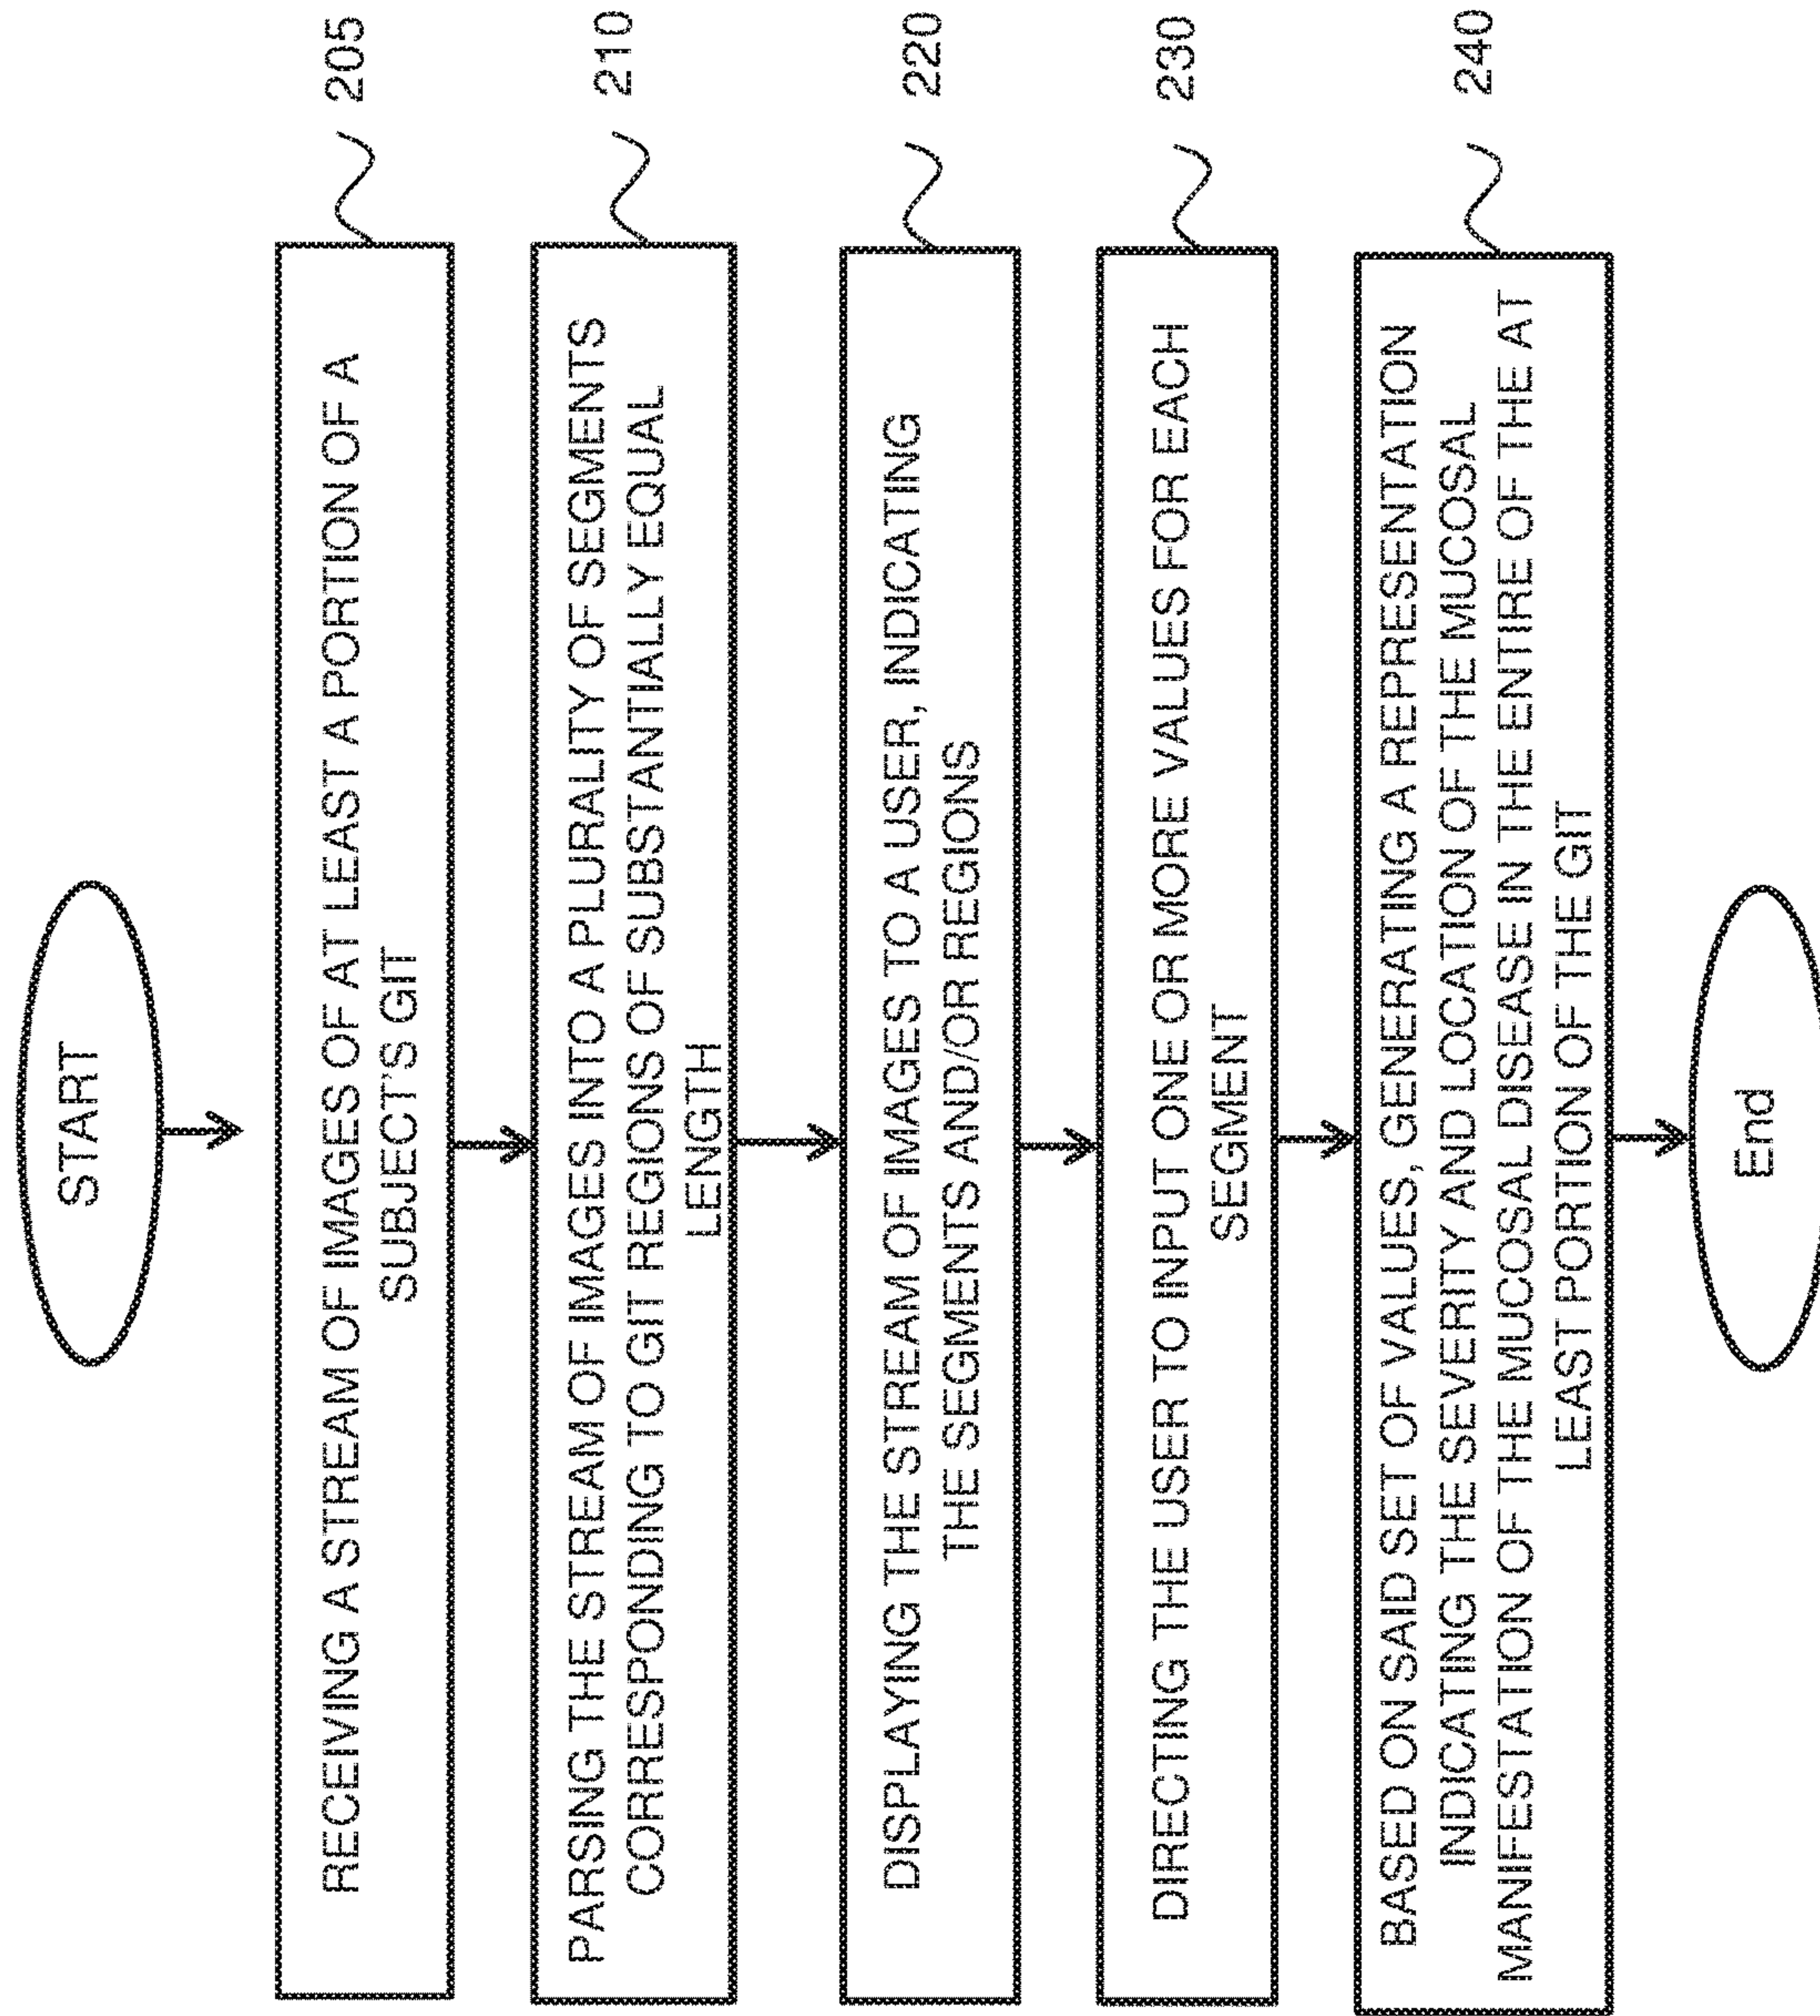 START
RECEIVING A STREAM OF IMAGES OF AT LEAST A PORTION OF A
SUBJECT'S GIT
205
PARSING THE STREAM OF IMAGES INTO A PLURALITY OF SEGMENTS
CORRESPONDING TO GIT REGIONS OF SUBSTANTIALLY EQUAL
LENGTH
210
DISPLAYING THE STREAM OF IMAGES TO A USER, INDICATING
THE SEGMENTS AND/OR REGIONS
220
DIRECTING THE USER TO INPUT ONE OR MORE VALUES FOR EACH
SEGMENT
230
BASED ON SAID SET OF VALUES, GENERATING A REPRESENTATION
INDICATING THE SEVERITY AND LOCATION OF THE MUCOSAL
MANIFESTATION OF THE MUCOSAL DISEASE IN THE ENTIRE OF THE AT
LEAST PORTION OF THE GIT
240
End